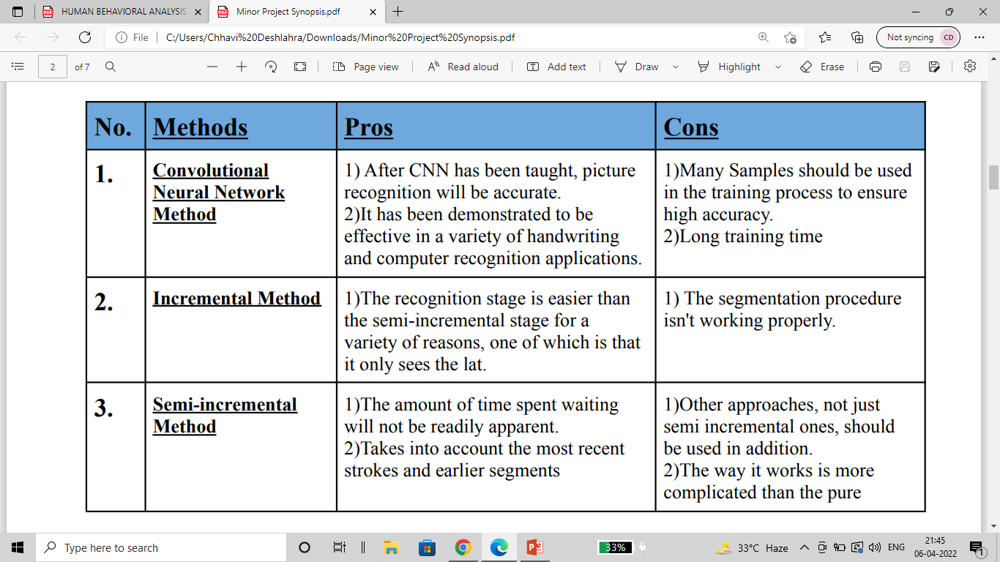 HUMAN BEHAVIORAL ANALYSIS
Minor Project Synopsis.pdf
File
C:/Users/Chhavi%20Deshlahra/Downloads/Minor%20Project%20Synopsis.pdf
Not syncing CD
2 of 7
Page view
Read aloud
Add text
Draw
Highlight
Erase
No. Methods Pros Cons
1.
Convolutional
Neural Network
Method
1) After CNN has been taught, picture
recognition will be accurate.
2)It has been demonstrated to be
effective in a variety of handwriting
and computer recognition applications.
1)Many Samples should be used
in the training process to ensure
high accuracy.
2)Long training time
2.
Incremental Method
1)The recognition stage is easier than
the semi-incremental stage for a
variety of reasons, one of which is that
it only sees the lat.
1) The segmentation procedure
isn't working properly.
3.
Semi-incremental
Method
1)The amount of time spent waiting
will not be readily apparent.
2)Takes into account the most recent
strokes and earlier segments
1)Other approaches, not just
semi incremental ones, should
be used in addition.
2)The way it works is more
complicated than the pure
Type here to search
33%
33°C Haze
ENG
21:45
06-04-2022
1